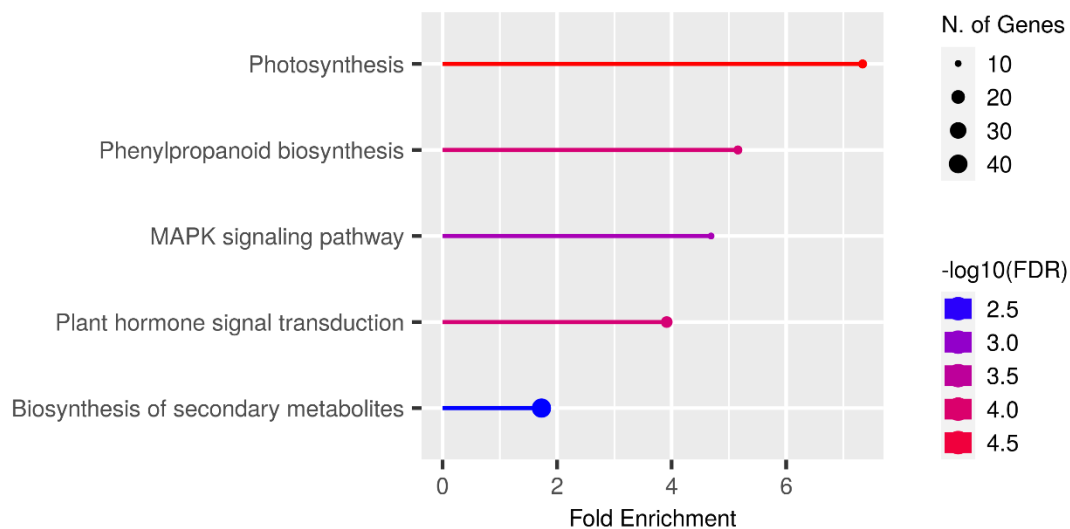 Photosynthesis
Phenylpropanoid biosynthesis
MAPK signaling pathway
Plant hormone signal transduction
Biosynthesis of secondary metabolites
0 2 4 6
Fold Enrichment
N. of Genes
10
20
30
40
-log10(FDR)
2.5
3.0
3.5
4.0
4.5